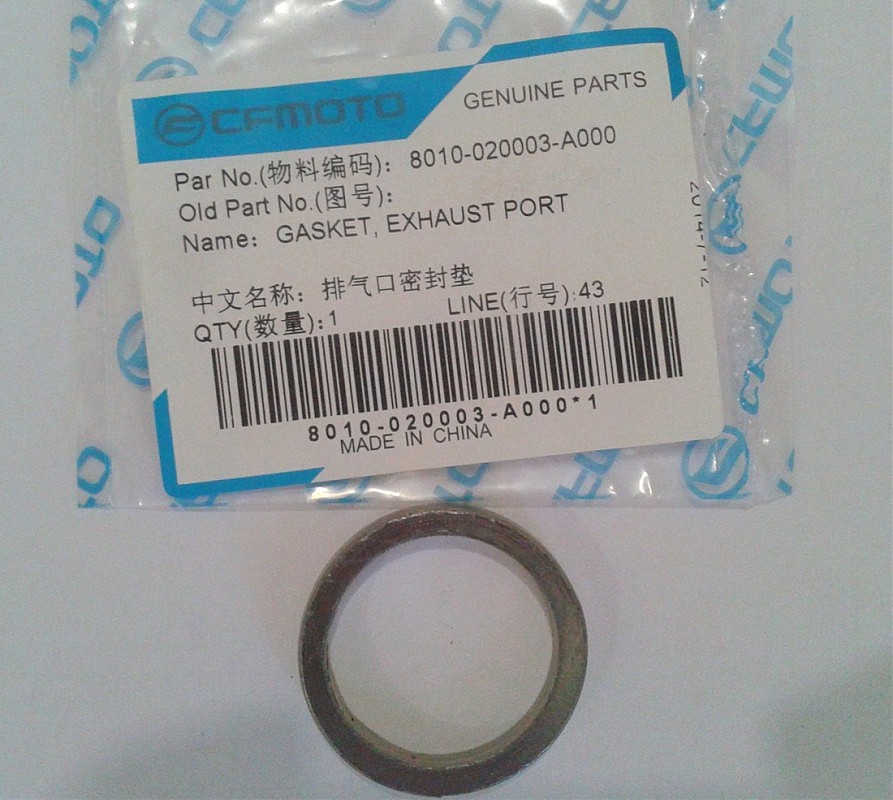 CFMOTO
GENUINE PARTS
Par No.(物料编码)： 8010-020003-A000
Old Part No.(图号)：
Name： GASKET, EXHAUST PORT
中文名称： 排气口密封垫
QTY(数量)：1
LINE(行号):43
8010-020003-A000*1
MADE IN CHINA